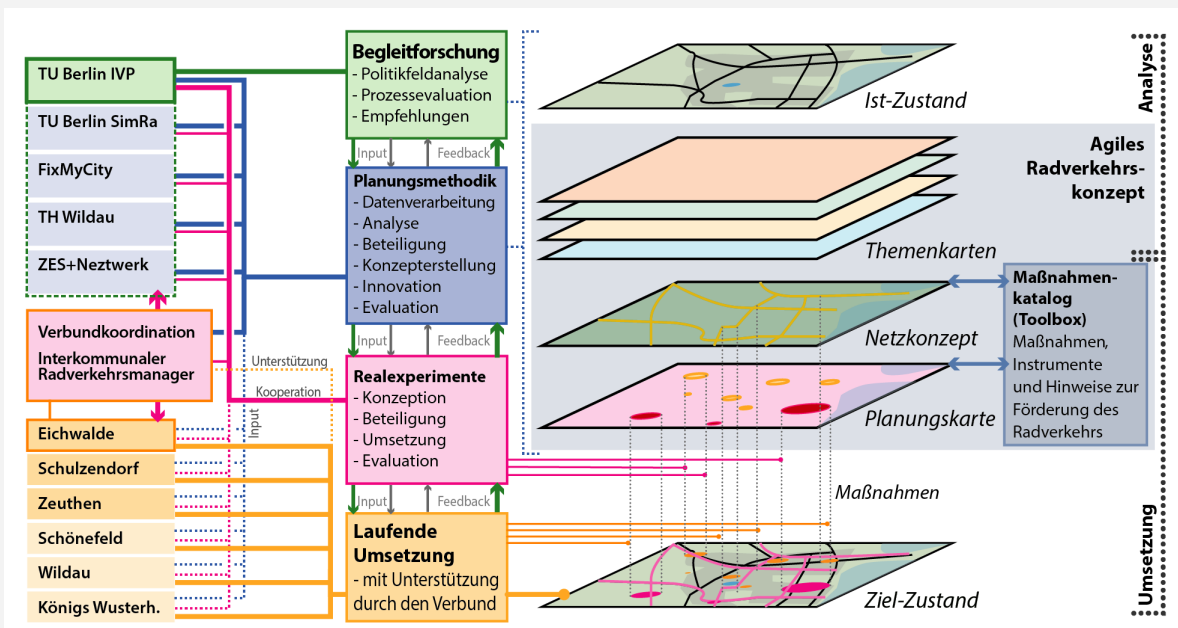 TU Berlin IVP
TU Berlin SimRa
FixMyCity
TH Wildau
ZES+Neztwerk
Verbundkoordination
Interkommunaler
Radverkehrsmanager
Eichwalde
Schulzendorf
Zeuthen
Schönefeld
Wildau
Königs Wusterh.
Unterstützung
Kooperation
Input
Begleitforschung
- Politikfeldanalyse
- Prozessevaluation
- Empfehlungen
Input
Feedback
Planungsmethodik
- Datenverarbeitung
- Analyse
- Beteiligung
- Konzepterstellung
- Innovation
- Evaluation
Input
Feedback
Realexperimente
- Konzeption
- Beteiligung
- Umsetzung
- Evaluation
Input
Feedback
Laufende
Umsetzung
- mit Unterstützung
durch den Verbund
Ist-Zustand
Agiles
Radverkehrs-
konzept
Themenkarten
Netzkonzept
Planungskarte
Maßnahmen
Ziel-Zustand
Maßnahmen-
katalog
(Toolbox)
Maßnahmen,
Instrumente
und Hinweise zur
Förderung des
Radverkehrs
Analyse
Umsetzung